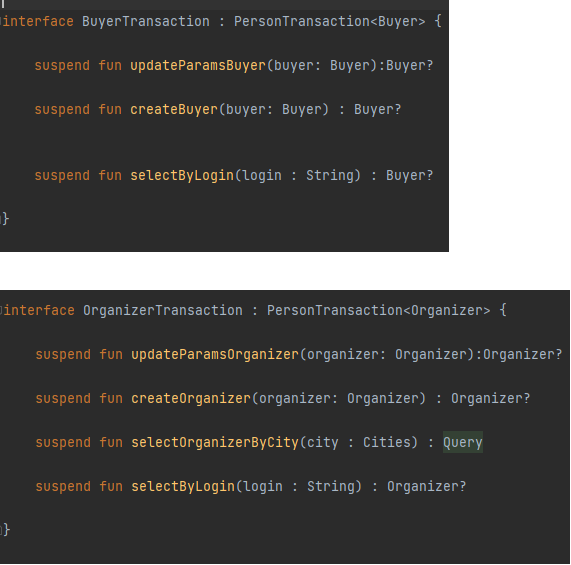 interface BuyerTransaction : PersonTransaction<Buyer> {
suspend fun updateParamsBuyer(buyer: Buyer):Buyer?
suspend fun createBuyer(buyer: Buyer) : Buyer?
suspend fun selectByLogin(login : String) : Buyer?
}
interface OrganizerTransaction : PersonTransaction<Organizer> {
suspend fun updateParamsOrganizer(organizer: Organizer):Organizer?
suspend fun createOrganizer(organizer: Organizer) : Organizer?
suspend fun selectOrganizerByCity(city : Cities) : Query
suspend fun selectByLogin(login : String) : Organizer?
}